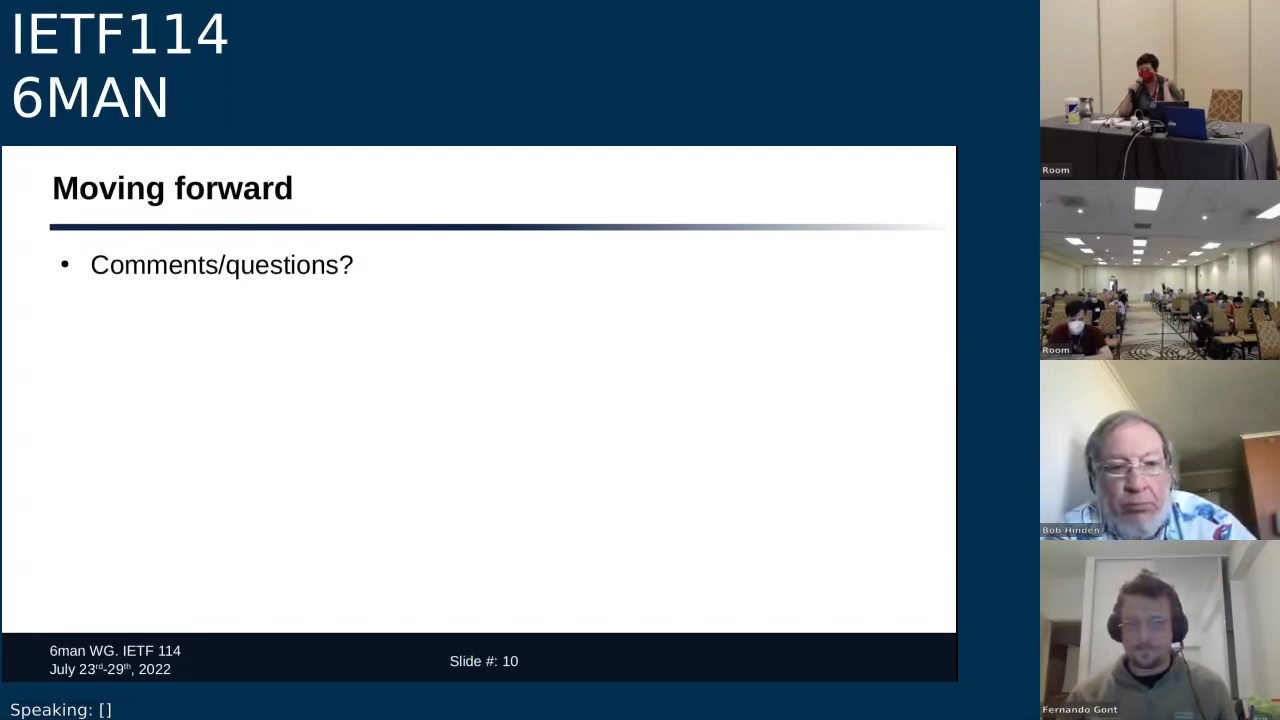 IETF114
6MAN
Moving forward
• Comments/questions?
6man WG. IETF 114
July 23rd-29th, 2022
Slide #: 10
Speaking: []
Room
Room
Bob Hinden
Fernando Gont